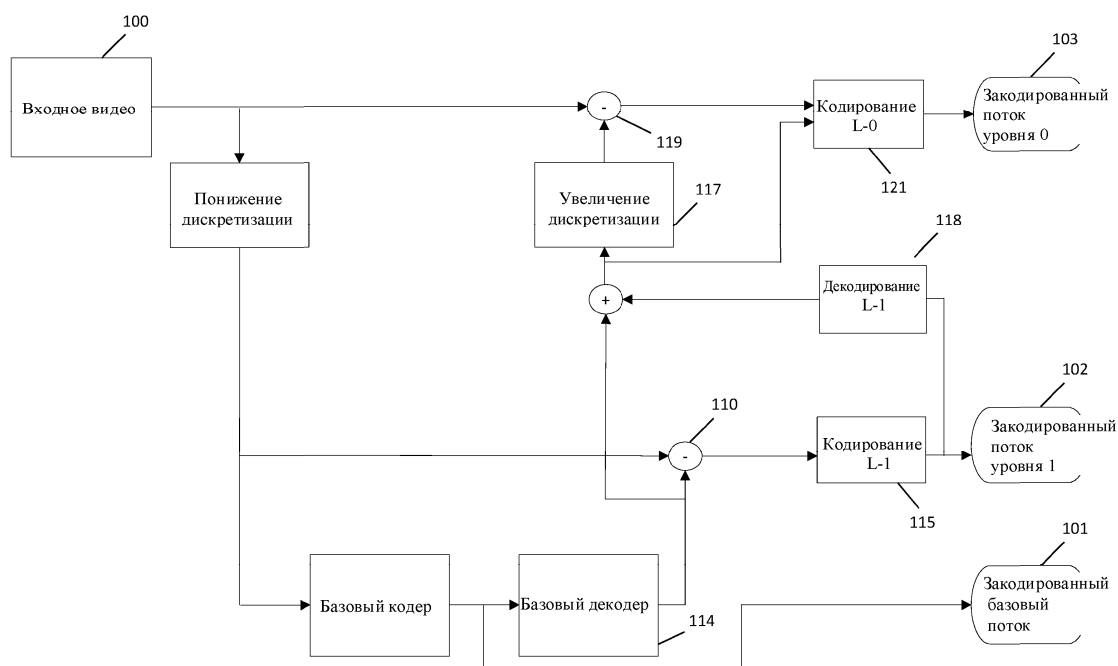 100
103
Входное видео
-
119
Кодирование
L-0
121
Закодированный
поток
уровня 0
Понижение
дискретизации
Увеличение
дискретизации
117
118
+
Декодирование
L-1
102
110
-
Кодирование
L-1
115
Закодированный
поток
уровня 1
101
Базовый кодер
Базовый декодер
114
Закодированный
базовый
поток